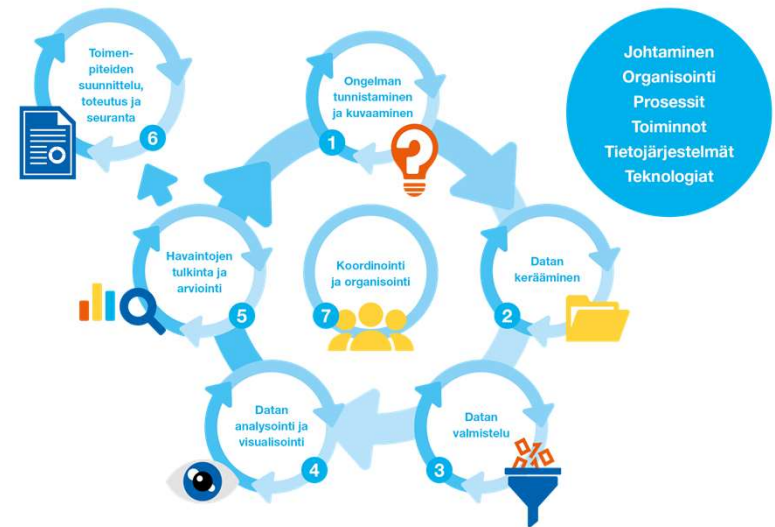 Toimen-
piteiden
suunnittelu,
toteutus ja
seuranta
6
Ongelman
tunnistaminen
ja kuvaaminen
1
Johtaminen
Organisointi
Prosessit
Toiminnot
Tietojärjestelmät
Teknologiat
Datan
kerääminen
2
Datan
valmistelu
3
Datan
analysointi ja
visualisointi
4
Havaintojen
tulkinta ja
arviointi
5
Koordinointi
ja organisointi
7